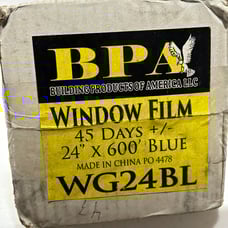 BPA
BUILDING PRODUCTS OF AMERICA LLC
WINDOW FILM
45 DAYS +/-
24" X 600' BLUE
MADE IN CHINA PO 4478
WG24BL